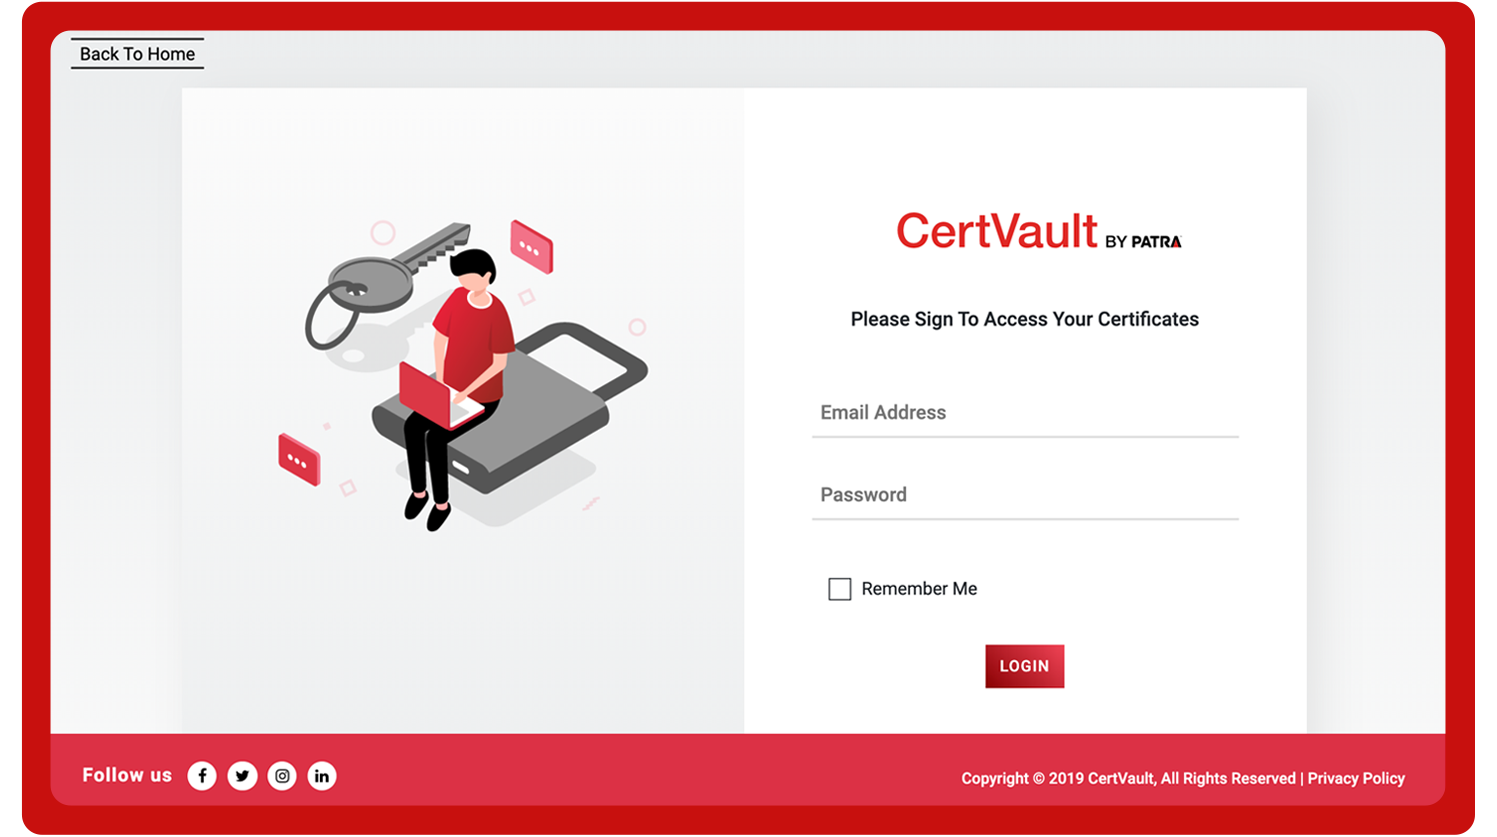 Back To Home
CertVault BY PATRA
Please Sign To Access Your Certificates
Email Address
Password
Remember Me
LOGIN
Follow us
Copyright © 2019 CertVault, All Rights Reserved | Privacy Policy